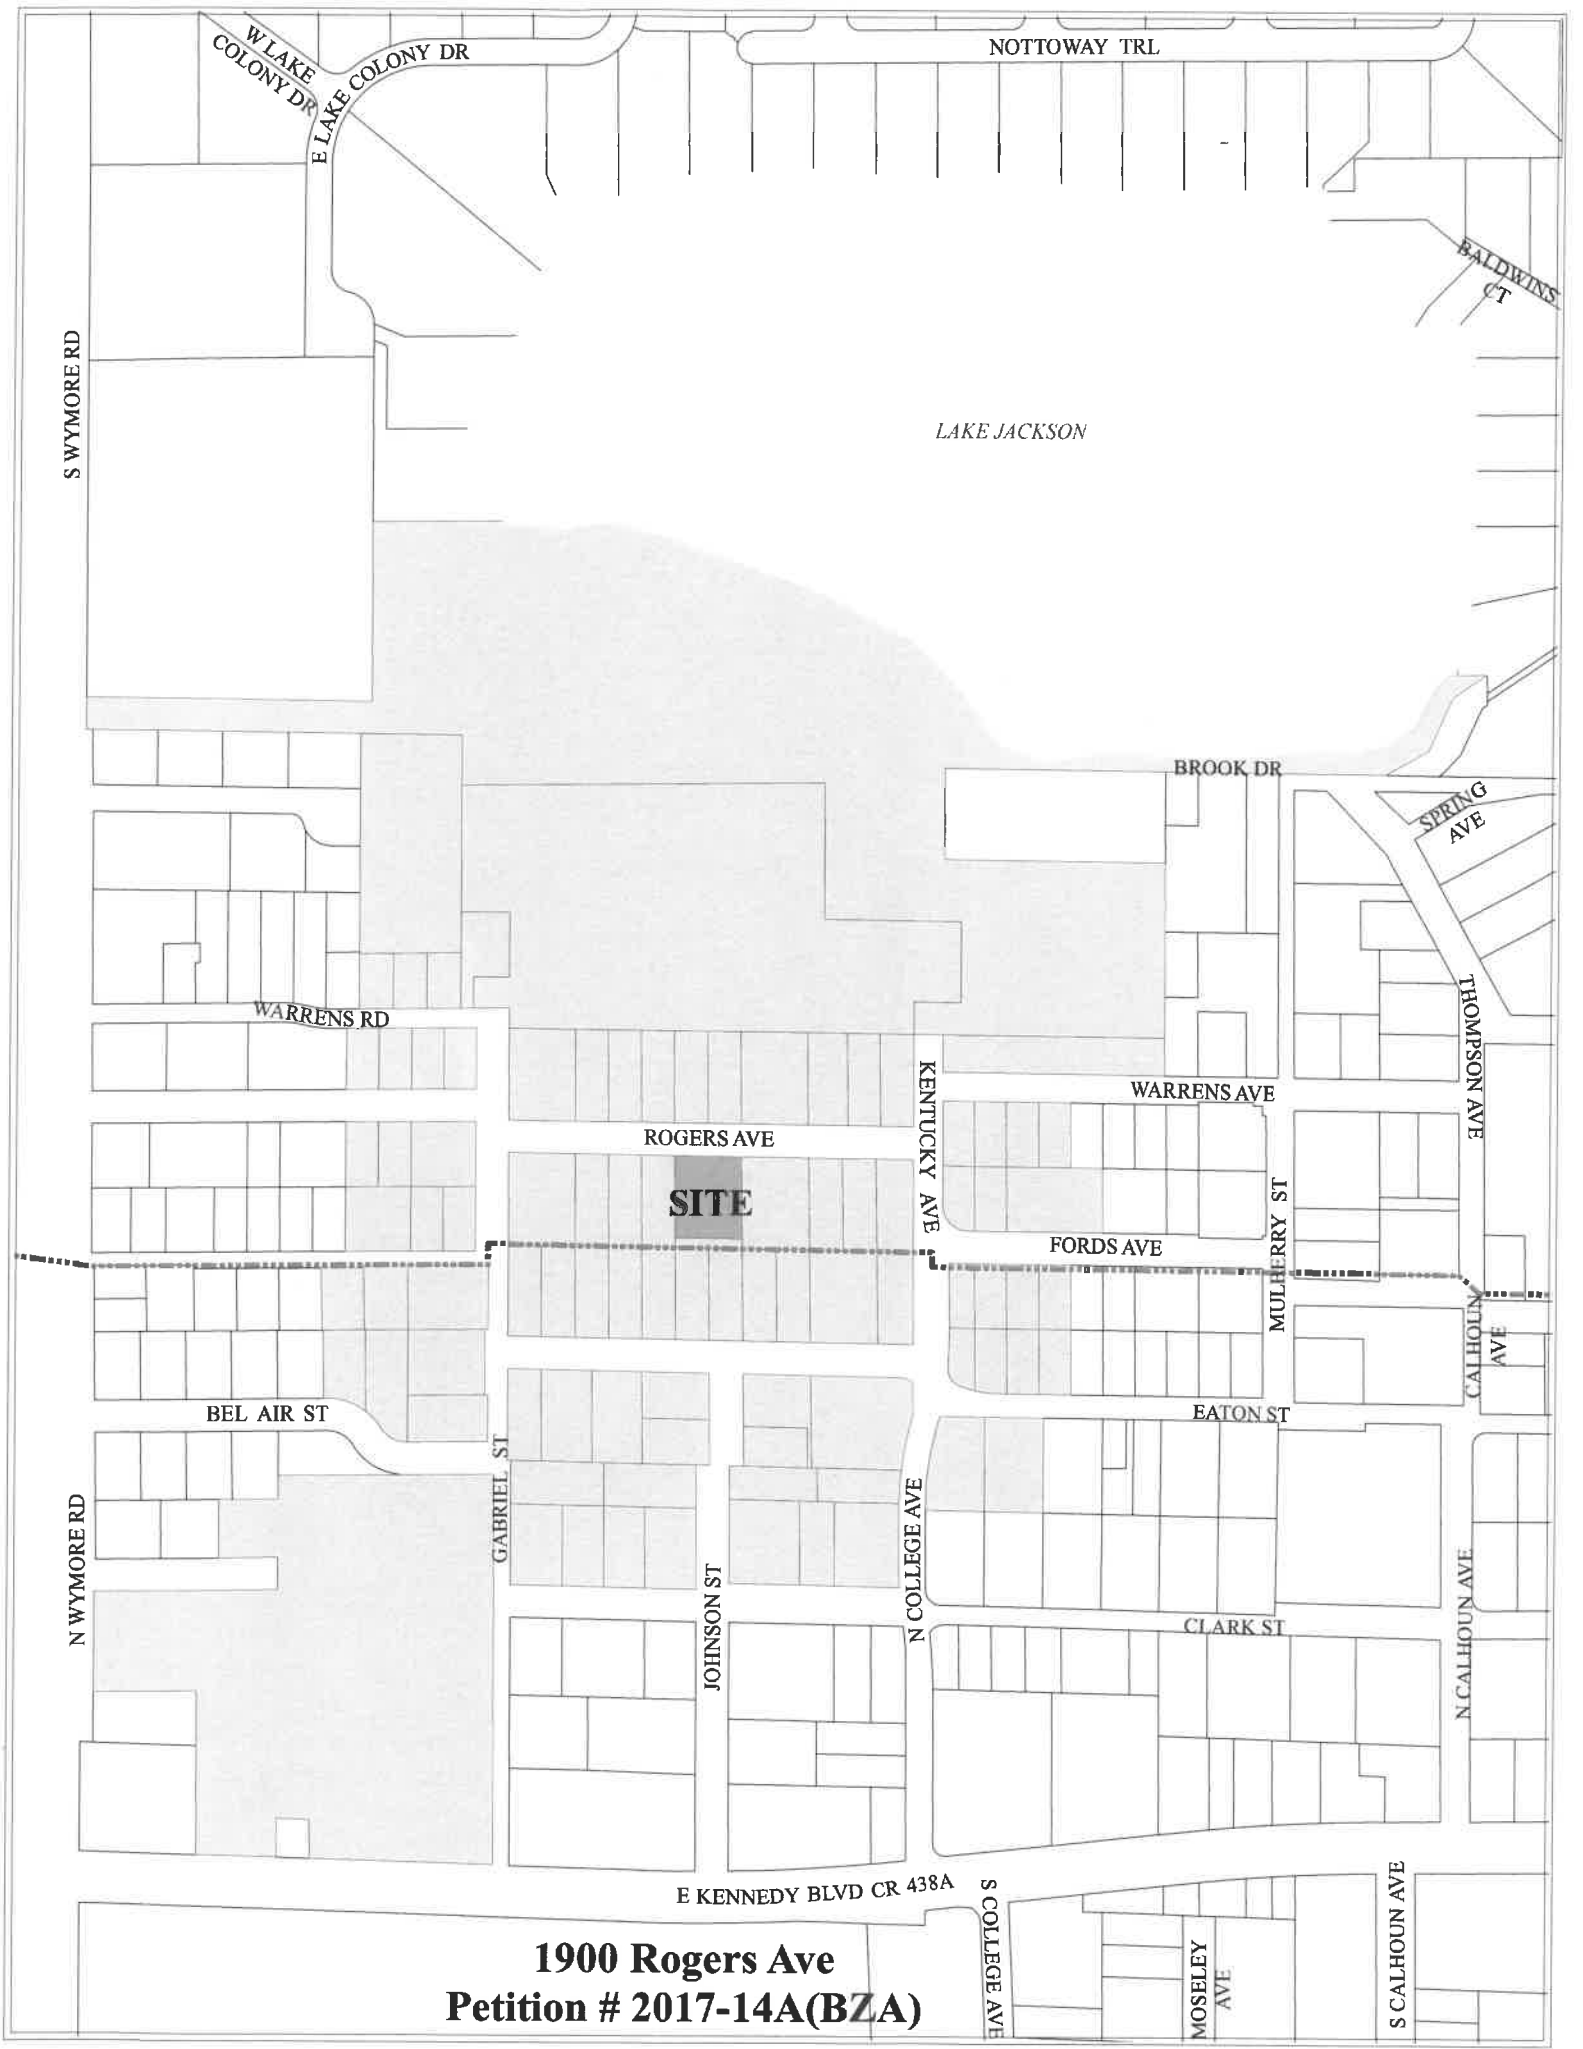 W LAKE
COLONY DR
E LAKE COLONY DR
NOTTOWAY TRL
BALDWINS
CT
S WYMORE RD
LAKE JACKSON
BROOK DR
SPRING
AVE
WARRENS RD
THOMPSON AVE
KENTUCKY AVE
WARRENS AVE
ROGERS AVE
SITE
MULHERRY ST
FORDS AVE
CALHOUN
AVE
BEL AIR ST
EATON ST
GABRIEL ST
N WYMORE RD
N COLLEGE AVE
JOHNSON ST
N CALHOUN AVE
CLARK ST
E KENNEDY BLVD CR 438A
S COLLEGE AVE
MOSELEY
AVE
S CALHOUN AVE
1900 Rogers Ave
Petition # 2017-14A(BZA)